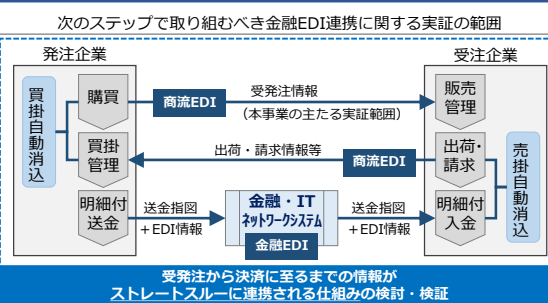 次のステップで取り組むべき金融EDI連携に関する実証の範囲
発注企業
受注企業
買掛自動消込
購買
商流EDI
受発注情報
（本事業の主たる実証範囲）
販売
管理
買掛
管理
出荷・請求情報等
商流EDI
出荷・
請求
売掛自動消込
明細付
送金
送金指図
＋EDI情報
金融・IT
ネットワークシステム
金融EDI
送金指図
＋EDI情報
明細付
入金
受発注から決済に至るまでの情報が
ストレートスルーに連携される仕組みの検討・検証